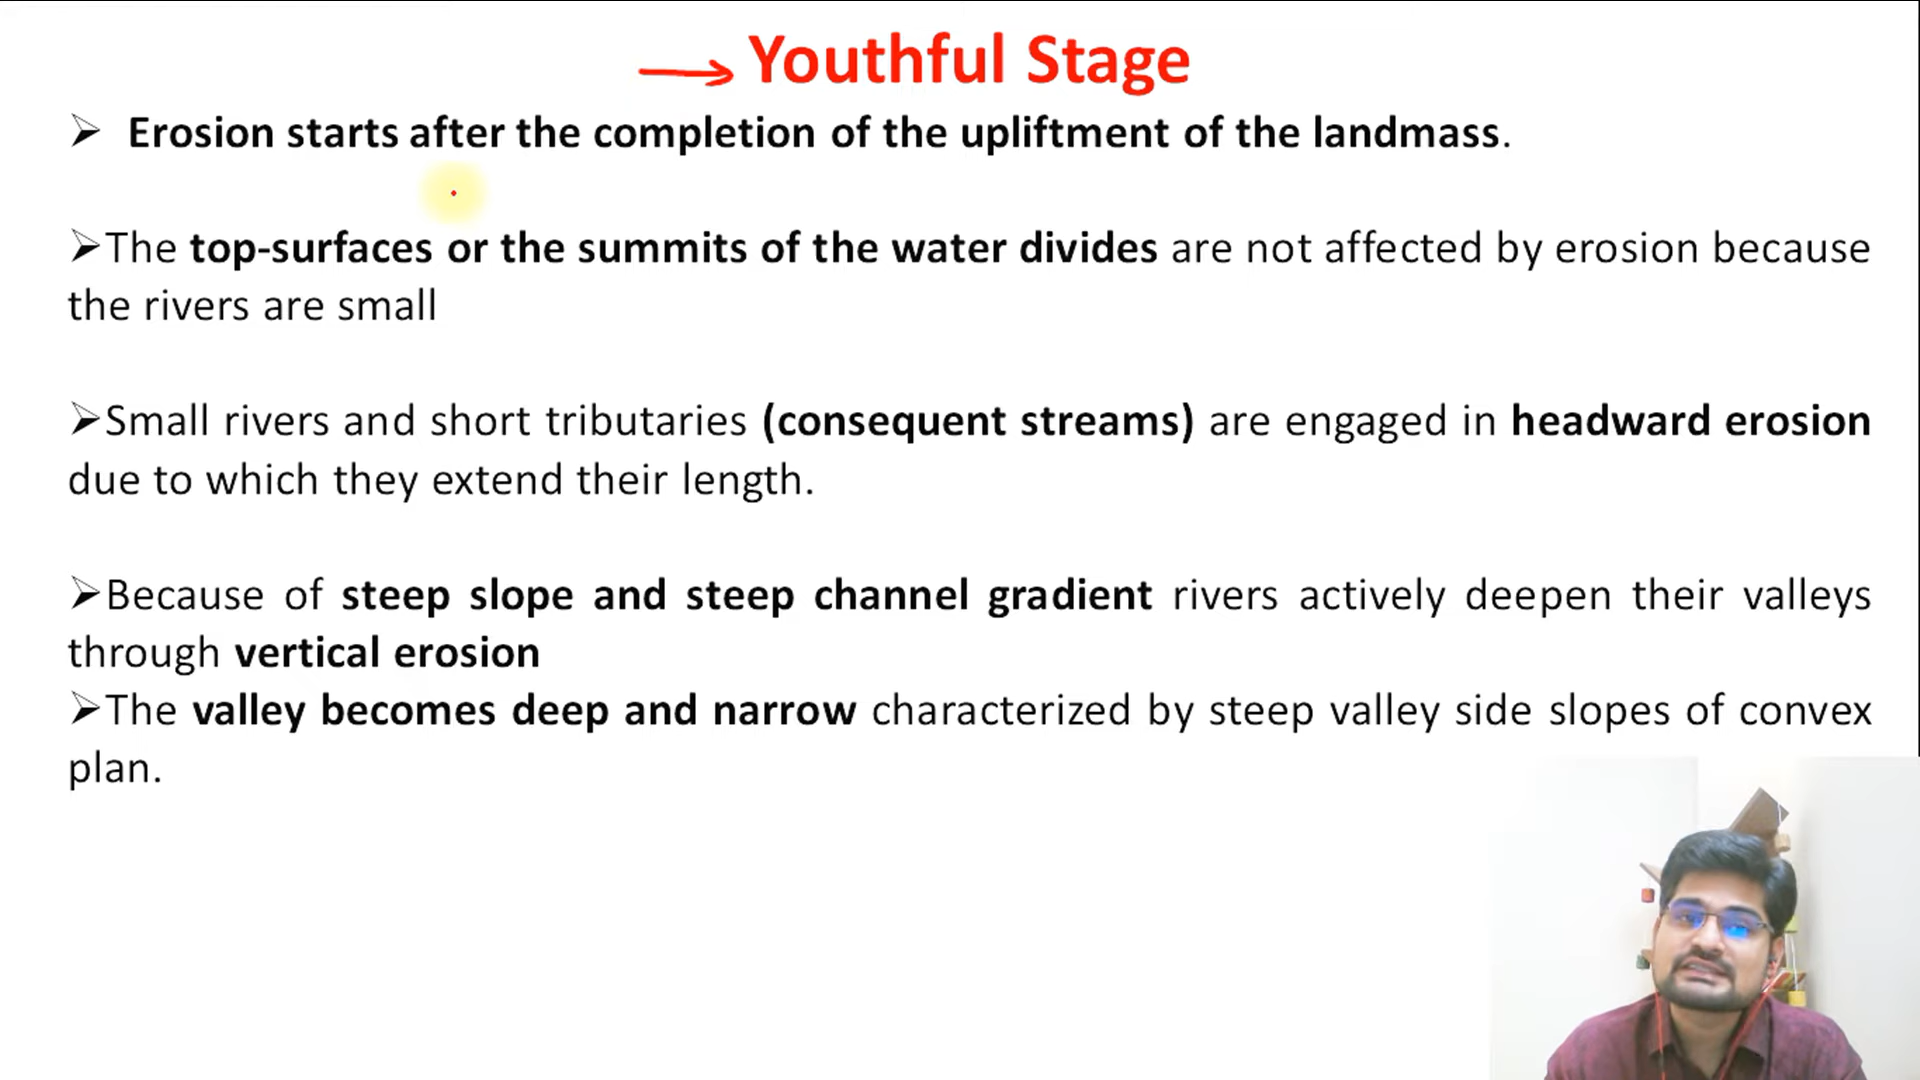 Youthful Stage
➢ Erosion starts after the completion of the upliftment of the landmass.
➢The top-surfaces or the summits of the water divides are not affected by erosion because
the rivers are small
➢Small rivers and short tributaries (consequent streams) are engaged in headward erosion
due to which they extend their length.
➢Because of steep slope and steep channel gradient rivers actively deepen their valleys
through vertical erosion
➢The valley becomes deep and narrow characterized by steep valley side slopes of convex
plan.